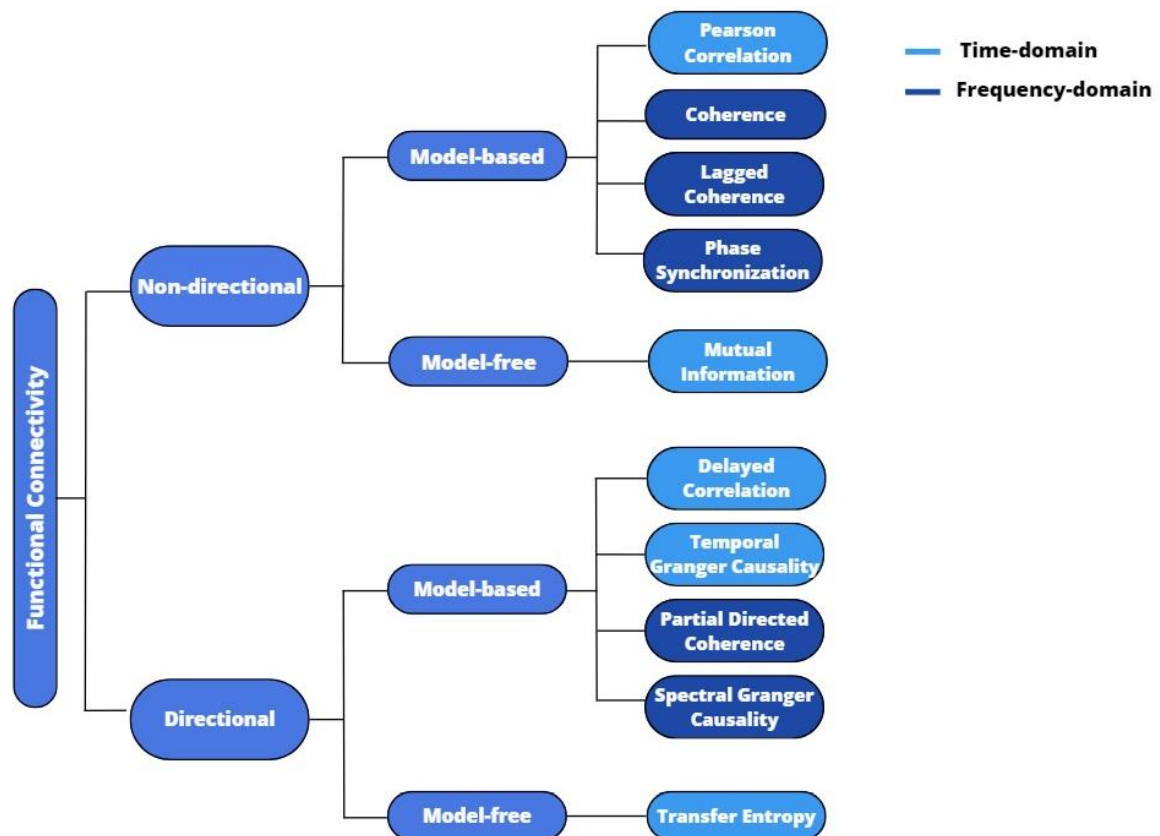 Pearson
Correlation
Time-domain
Frequency-domain
Coherence
Model-based
Lagged
Coherence
Phase
Synchronization
Non-directional
Model-free
Mutual
Information
Functional Connectivity
Delayed
Correlation
Temporal
Granger Causality
Model-based
Partial Directed
Coherence
Spectral Granger
Causality
Directional
Model-free
Transfer Entropy